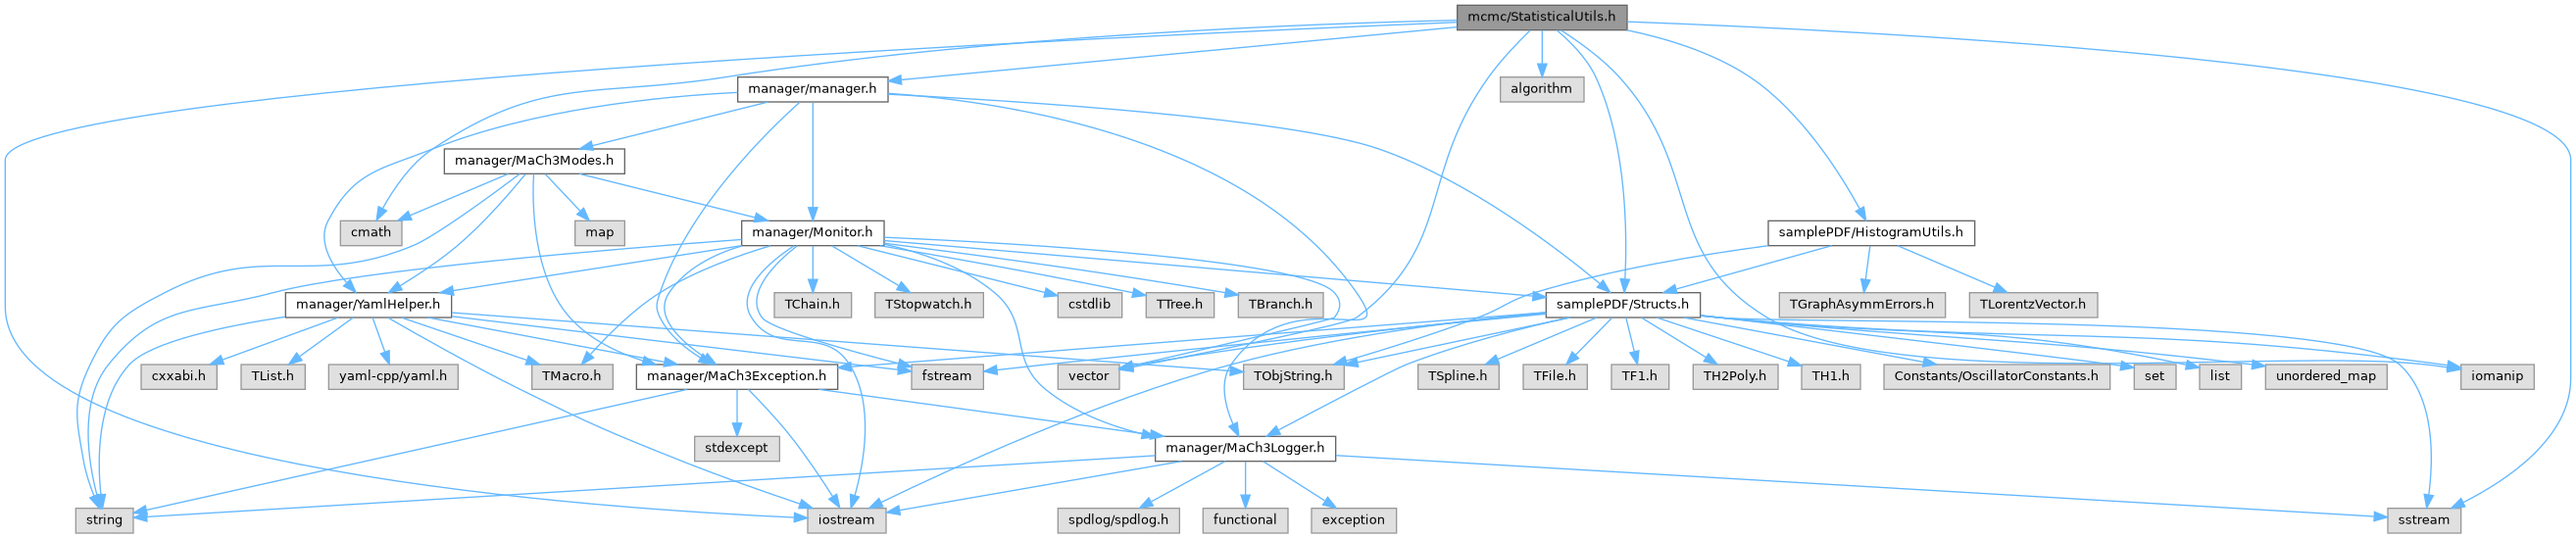 mcmc/StatisticalUtils.h
manager/manager.h
algorithm
manager/MaCh3Modes.h
cmath
map
manager/Monitor.h
samplePDF/HistogramUtils.h
manager/YamlHelper.h
TChain.h
TStopwatch.h
cstdlib
TTree.h
TBranch.h
samplePDF/Structs.h
TGraphAsymmErrors.h
TLorentzVector.h
cxxabi.h
TList.h
yaml-cpp/yaml.h
TMacro.h
manager/MaCh3Exception.h
fstream
vector
TObjString.h
TSpline.h
TFile.h
TF1.h
TH2Poly.h
TH1.h
Constants/OscillatorConstants.h
set
list
unordered_map
iomanip
stdexcept
manager/MaCh3Logger.h
string
iostream
spdlog/spdlog.h
functional
exception
sstream